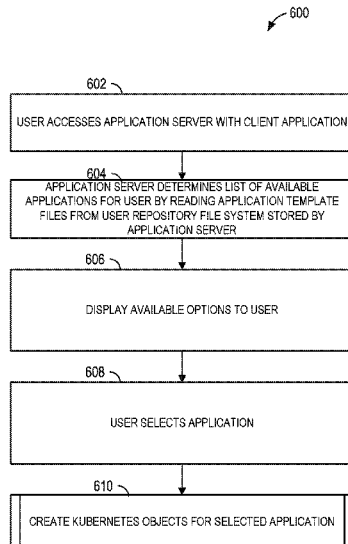 600
602
USER ACCESSES APPLICATION SERVER WITH CLIENT APPLICATION
604
APPLICATION SERVER DETERMINES LIST OF AVAILABLE
APPLICATIONS FOR USER BY READING APPLICATION TEMPLATE
FILES FROM USER REPOSITORY FILE SYSTEM STORED BY
APPLICATION SERVER
606
DISPLAY AVAILABLE OPTIONS TO USER
608
USER SELECTS APPLICATION
610
CREATE KUBERNETES OBJECTS FOR SELECTED APPLICATION